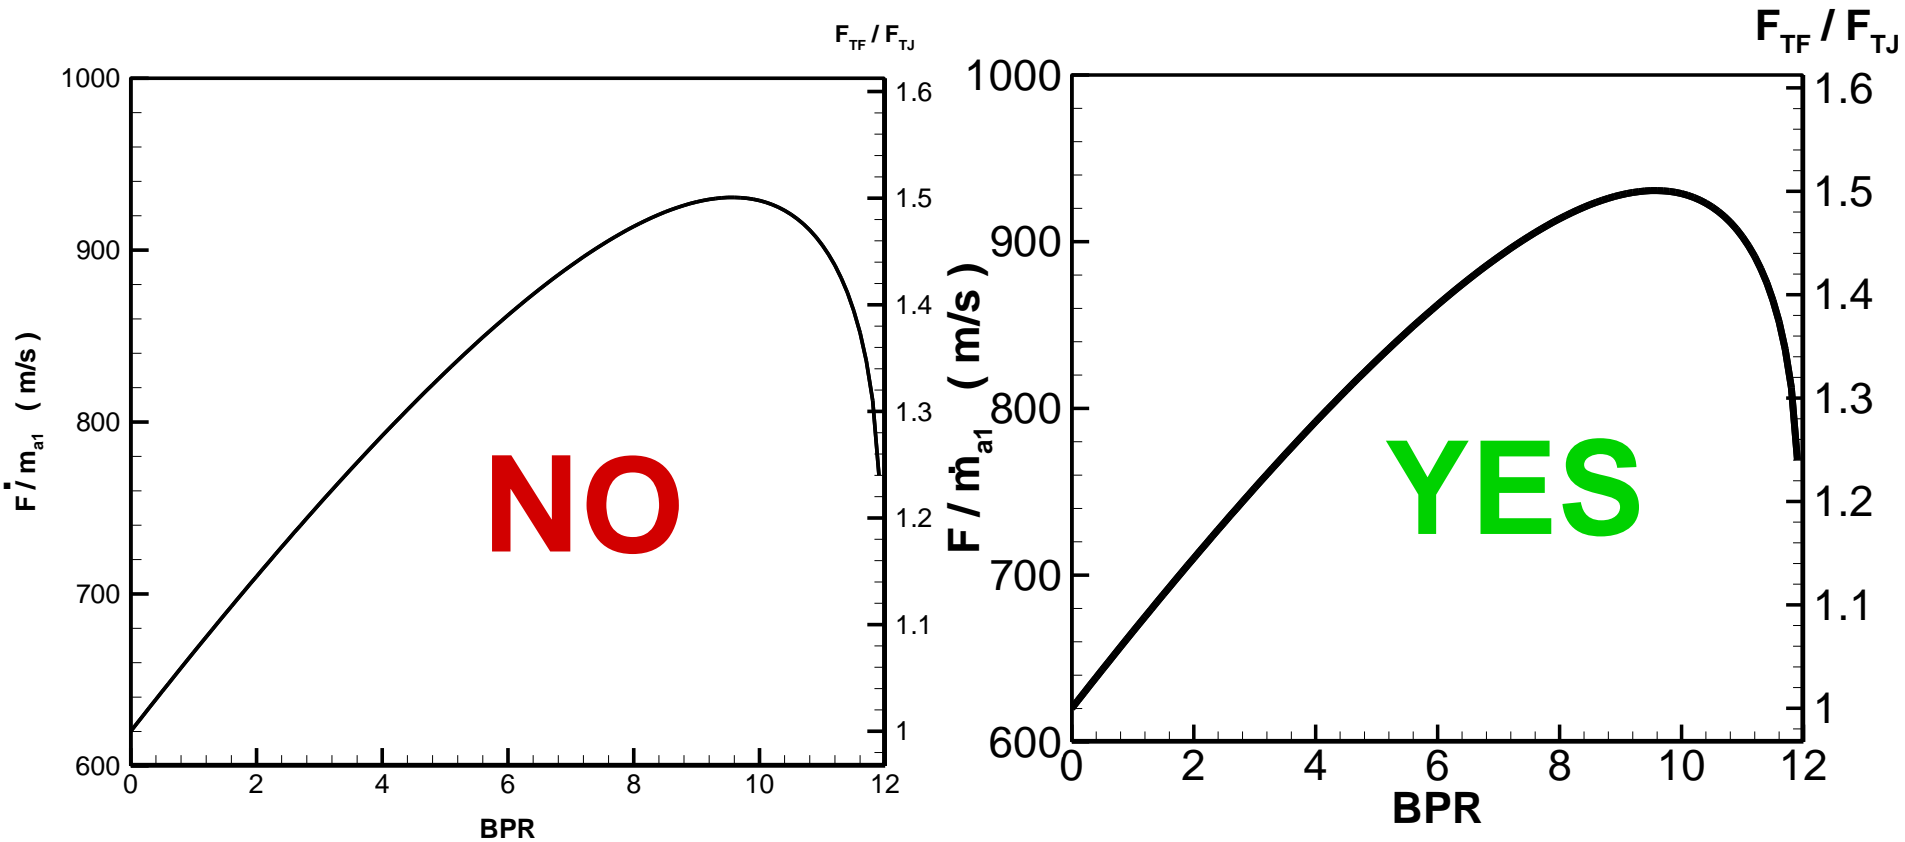 F_TF / F_TJ
1000
900
800
700
600
F / ṁ_a1 ( m/s )
1.6
1.5
1.4
1.3
1.2
1.1
1
NO
0 2 4 6 8 10 12
BPR
F_TF / F_TJ
1000
900
800
700
600
F / ṁ_a1 ( m/s )
1.6
1.5
1.4
1.3
1.2
1.1
1
YES
0 2 4 6 8 10 12
BPR